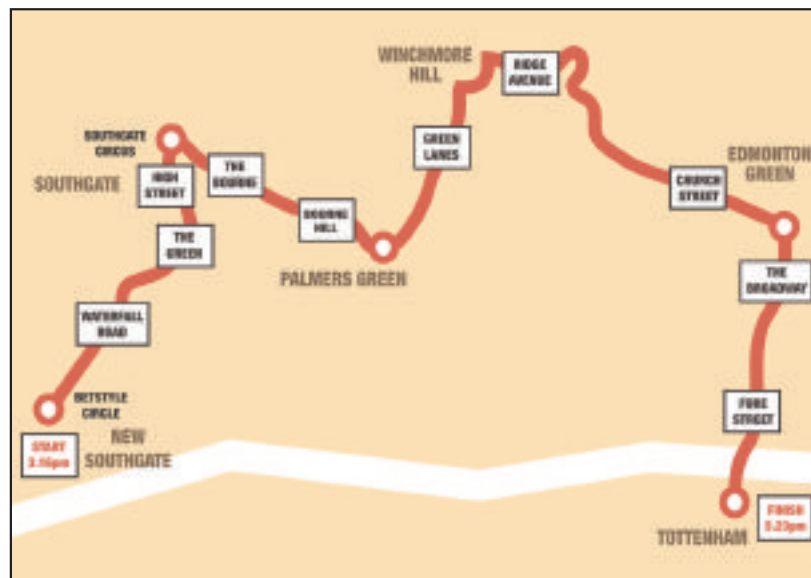 WINCHMORE
HILL
RIDGE
AVENUE
SOUTHGATE
CIRCUS
GREEN
LANES
EDMONTON
GREEN
SOUTHGATE
HIGH
STREET
THE
BOURNE
CHURCH
STREET
BOURNE
HILL
THE
GREEN
PALMERS GREEN
THE
BROADWAY
WATERFALL
ROAD
BETSTYLE
CIRCLE
FORE
STREET
START
NEW
SOUTHGATE
FINISH
TOTTENHAM